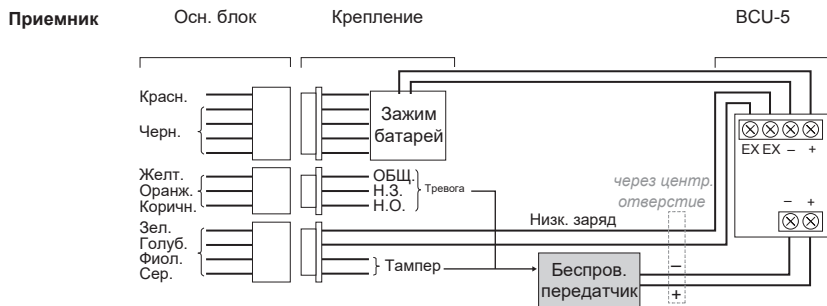 Приемник
Осн. блок
Крепление
BCU-5
Красн.
Черн.
Зажим
батарей
EX EX – +
Желт.
Оранж.
Коричн.
ОБЩ.
Н.З.
Н.О.
Тревога
через центр.
отверстие
– +
Зел.
Голуб.
Фиол.
Сер.
Низк. заряд
Тампер
Беспров.
передатчик
–
+